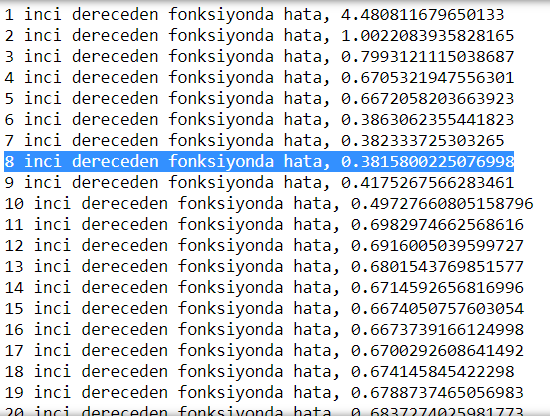 1 inci dereceden fonksiyonda hata, 4.480811679650133
2 inci dereceden fonksiyonda hata, 1.0022083935828165
3 inci dereceden fonksiyonda hata, 0.7993121115038687
4 inci dereceden fonksiyonda hata, 0.6705321947556301
5 inci dereceden fonksiyonda hata, 0.6672058203663923
6 inci dereceden fonksiyonda hata, 0.3863062355441823
7 inci dereceden fonksiyonda hata, 0.382333725303265
8 inci dereceden fonksiyonda hata, 0.3815800225076998
9 inci dereceden fonksiyonda hata, 0.4175267566283461
10 inci dereceden fonksiyonda hata, 0.49727660805158796
11 inci dereceden fonksiyonda hata, 0.6982974662568616
12 inci dereceden fonksiyonda hata, 0.6916005039599727
13 inci dereceden fonksiyonda hata, 0.6801543769851577
14 inci dereceden fonksiyonda hata, 0.6714592656816996
15 inci dereceden fonksiyonda hata, 0.6674050757603054
16 inci dereceden fonksiyonda hata, 0.6673739166124998
17 inci dereceden fonksiyonda hata, 0.6700292608641492
18 inci dereceden fonksiyonda hata, 0.674145845422298
19 inci dereceden fonksiyonda hata, 0.6788737465056983
20 inci dereceden fonksiyonda hata, 0.6837274025981773